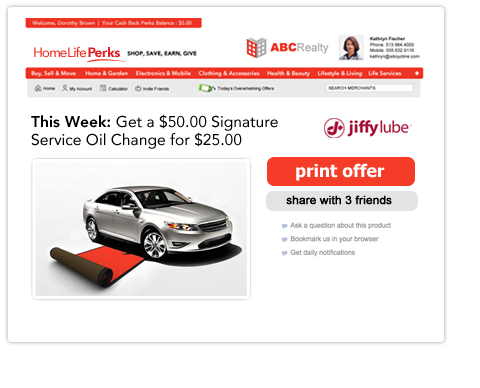 Welcome, Dorothy Brown | Your Cash Back Perks Balance : $5.00
HomeLife Perks SHOP, SAVE, EARN, GIVE
ABCRealty
Kathryn Fischer
Phone: 513.984.4000
Mobile: 555.932.9116
kathryn@abcycline.com
Buy, Sell & Move Home & Garden Electronics & Mobile Clothing & Accessories Health & Beauty Lifestyle & Living Life Services +
Home My Account Calculator Invite Friends Today's Overwhelming Offers SEARCH MERCHANTS
This Week: Get a $50.00 Signature
Service Oil Change for $25.00
jiffy lube
print offer
share with 3 friends
Ask a question about this product
Bookmark us in your browser
Get daily notifications